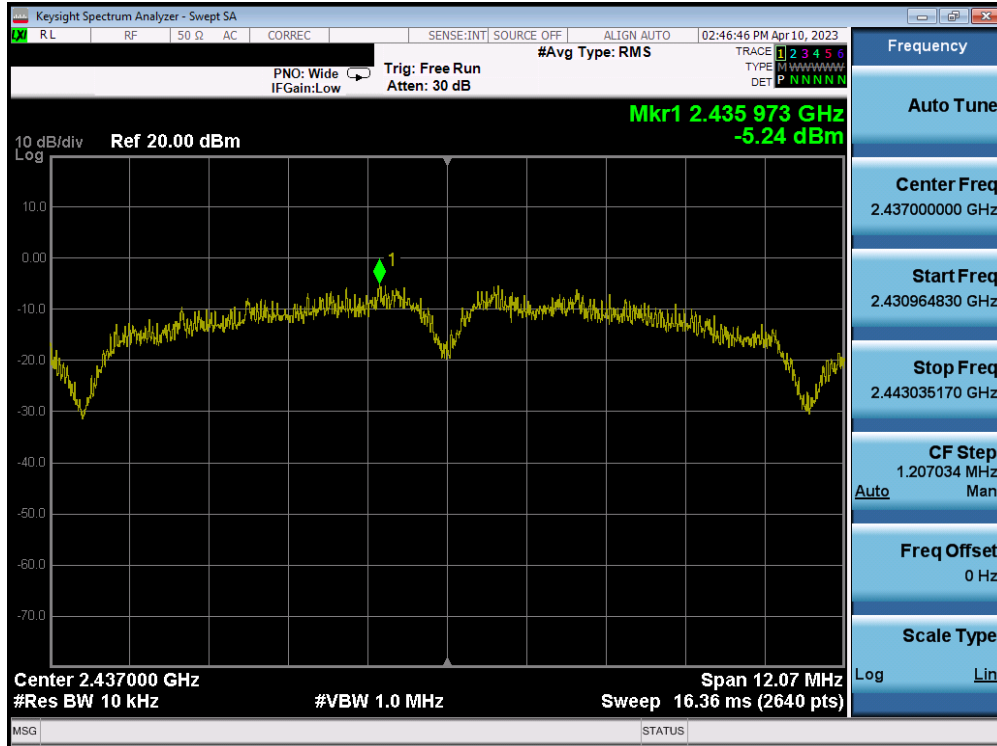 Keysight Spectrum Analyzer - Swept SA
LXI RL RF 50 Ω AC CORREC SENSE:INT SOURCE OFF ALIGN AUTO 02:46:46 PM Apr 10, 2023
#Avg Type: RMS TRACE 1 2 3 4 5 6
PNO: Wide Trig: Free Run TYPE M WWWWW
IFGain:Low Atten: 30 dB DET P N N N N N
Mkr1 2.435 973 GHz
-5.24 dBm
10 dB/div Ref 20.00 dBm
Log
1
10.0
0.00
-10.0
-20.0
-30.0
-40.0
-50.0
-60.0
-70.0
Center 2.437000 GHz Span 12.07 MHz
#Res BW 10 kHz #VBW 1.0 MHz Sweep 16.36 ms (2640 pts)
MSG STATUS
Frequency
Auto Tune
Center Freq
2.437000000 GHz
Start Freq
2.430964830 GHz
Stop Freq
2.443035170 GHz
CF Step
1.207034 MHz
Auto Man
Freq Offset
0 Hz
Scale Type
Log Lin